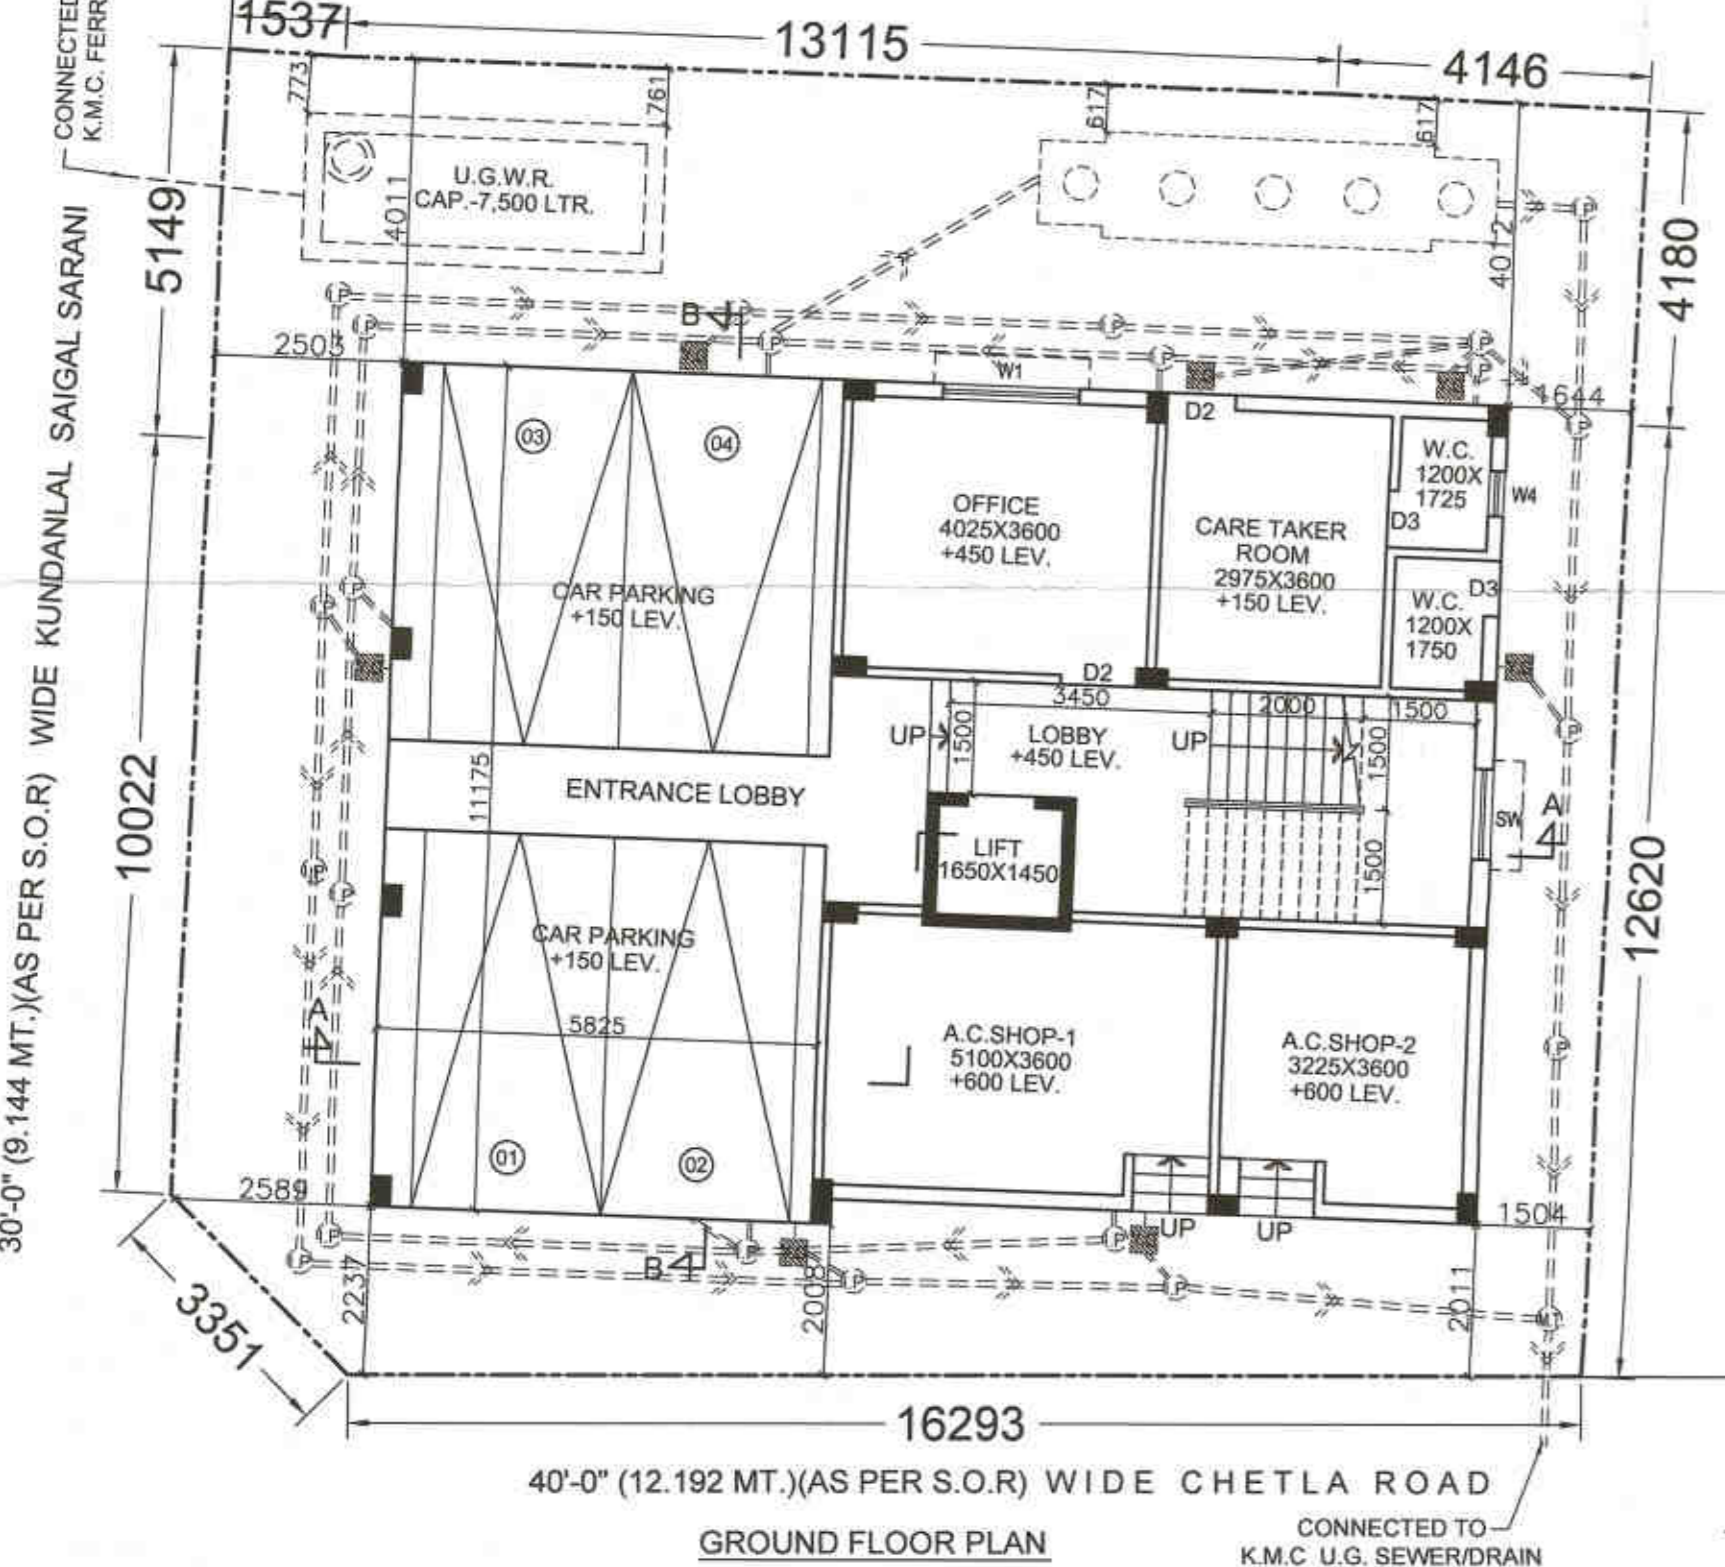 1537
13115
4146
CONNECTED
K.M.C. FERR
773
761
617
617
U.G.W.R.
CAP.-7,500 LTR.
4011
4012
5149
4180
30'-0" (9.144 MT.)(AS PER S.O.R) WIDE KUNDANLAL SAIGAL SARANI
B
2503
W1
1644
D2
03
04
W.C.
1200X
1725
W4
D3
OFFICE
4025X3600
+450 LEV.
CARE TAKER
ROOM
2975X3600
+150 LEV.
CAR PARKING
+150 LEV.
D3
W.C.
1200X
1750
D2
3450
2000
1500
UP
1500
LOBBY
+450 LEV.
UP
1500
10022
11175
ENTRANCE LOBBY
SW
A
LIFT
1650X1450
1500
12620
CAR PARKING
+150 LEV.
A
5825
A.C.SHOP-1
5100X3600
+600 LEV.
A.C.SHOP-2
3225X3600
+600 LEV.
01
02
2589
1504
UP
UP
B
2237
2008
2011
3351
16293
40'-0" (12.192 MT.)(AS PER S.O.R) WIDE CHETLA ROAD
GROUND FLOOR PLAN
CONNECTED TO
K.M.C U.G. SEWER/DRAIN